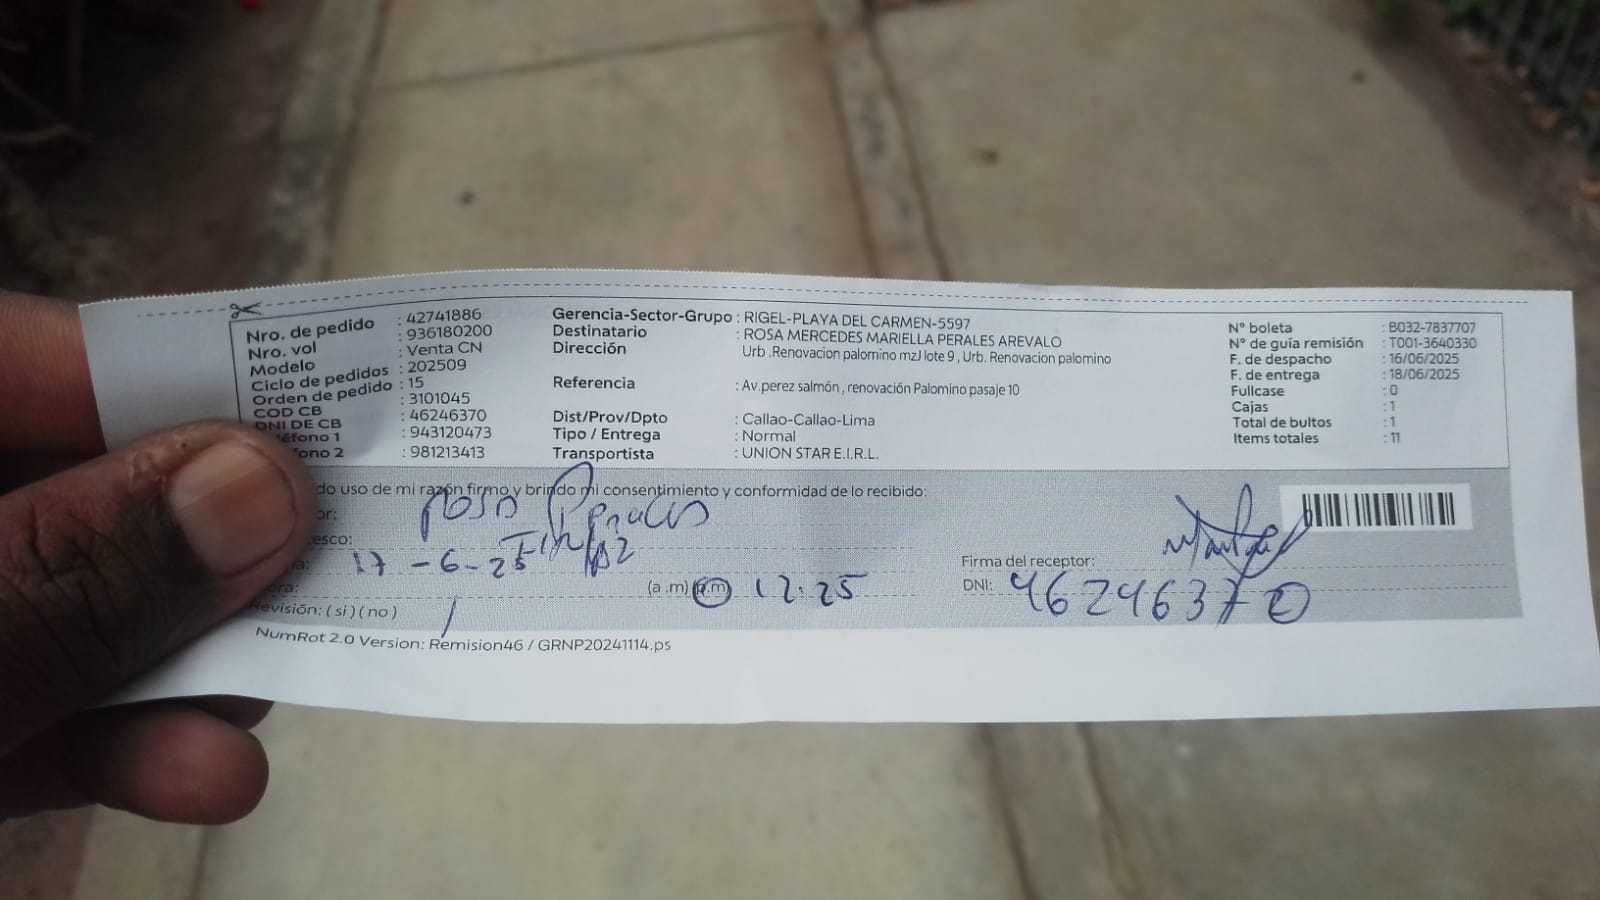 Nro. de pedido : 42741886
Nro. vol : 936180200
Modelo : Venta CN
Ciclo de pedidos : 202509
Orden de pedido : 15
COD CB : 3101045
DNI DE CB : 46246370
éfono 1 : 943120473
fono 2 : 981213413
Gerencia-Sector-Grupo : RIGEL-PLAYA DEL CARMEN-5597
Destinatario : ROSA MERCEDES MARIELLA PERALES AREVALO
Dirección Urb .Renovacion palomino mzJ lote 9 , Urb. Renovacion palomino
Referencia : Av.perez salmón , renovación Palomino pasaje 10
Dist/Prov/Dpto : Callao-Callao-Lima
Tipo / Entrega : Normal
Transportista : UNION STAR E.I.R.L.
N° boleta : B032-7837707
N° de guía remisión : T001-3640330
F. de despacho : 16/06/2025
F. de entrega : 18/06/2025
Fullcase : 0
Cajas : 1
Total de bultos : 1
Items totales : 11
do uso de mi razón firmo y brindo mi consentimiento y conformidad de lo recibido:
or: Rosa Perales
esco:
a: 17-6-25
ora: (a.m) (p.m) 12:25
Revisión: ( si ) ( no )
Firma del receptor:
DNI: 46246370
NumRot 2.0 Version: Remision46 / GRNP20241114.ps